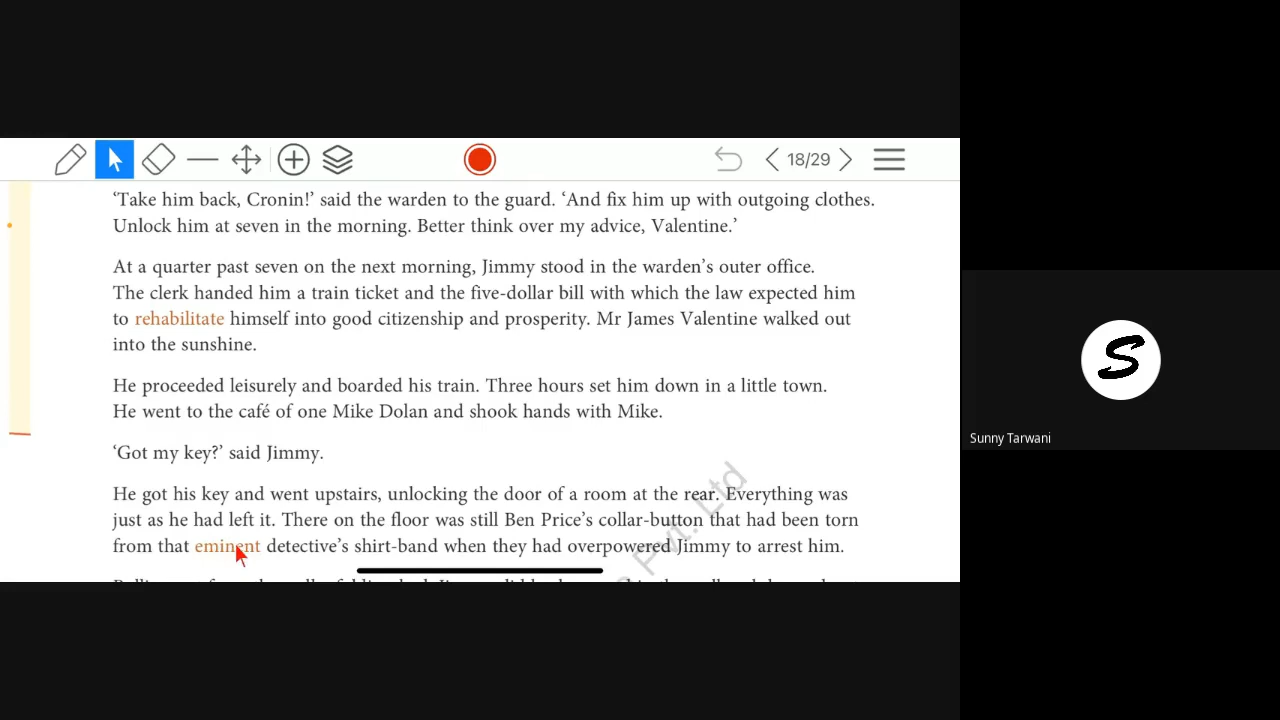 18/29
‘Take him back, Cronin!’ said the warden to the guard. ‘And fix him up with outgoing clothes.
Unlock him at seven in the morning. Better think over my advice, Valentine.’
At a quarter past seven on the next morning, Jimmy stood in the warden’s outer office.
The clerk handed him a train ticket and the five-dollar bill with which the law expected him
to rehabilitate himself into good citizenship and prosperity. Mr James Valentine walked out
into the sunshine.
He proceeded leisurely and boarded his train. Three hours set him down in a little town.
He went to the café of one Mike Dolan and shook hands with Mike.
‘Got my key?’ said Jimmy.
He got his key and went upstairs, unlocking the door of a room at the rear. Everything was
just as he had left it. There on the floor was still Ben Price’s collar-button that had been torn
from that eminent detective’s shirt-band when they had overpowered Jimmy to arrest him.
Pvt. Ltd
S
Sunny Tarwani